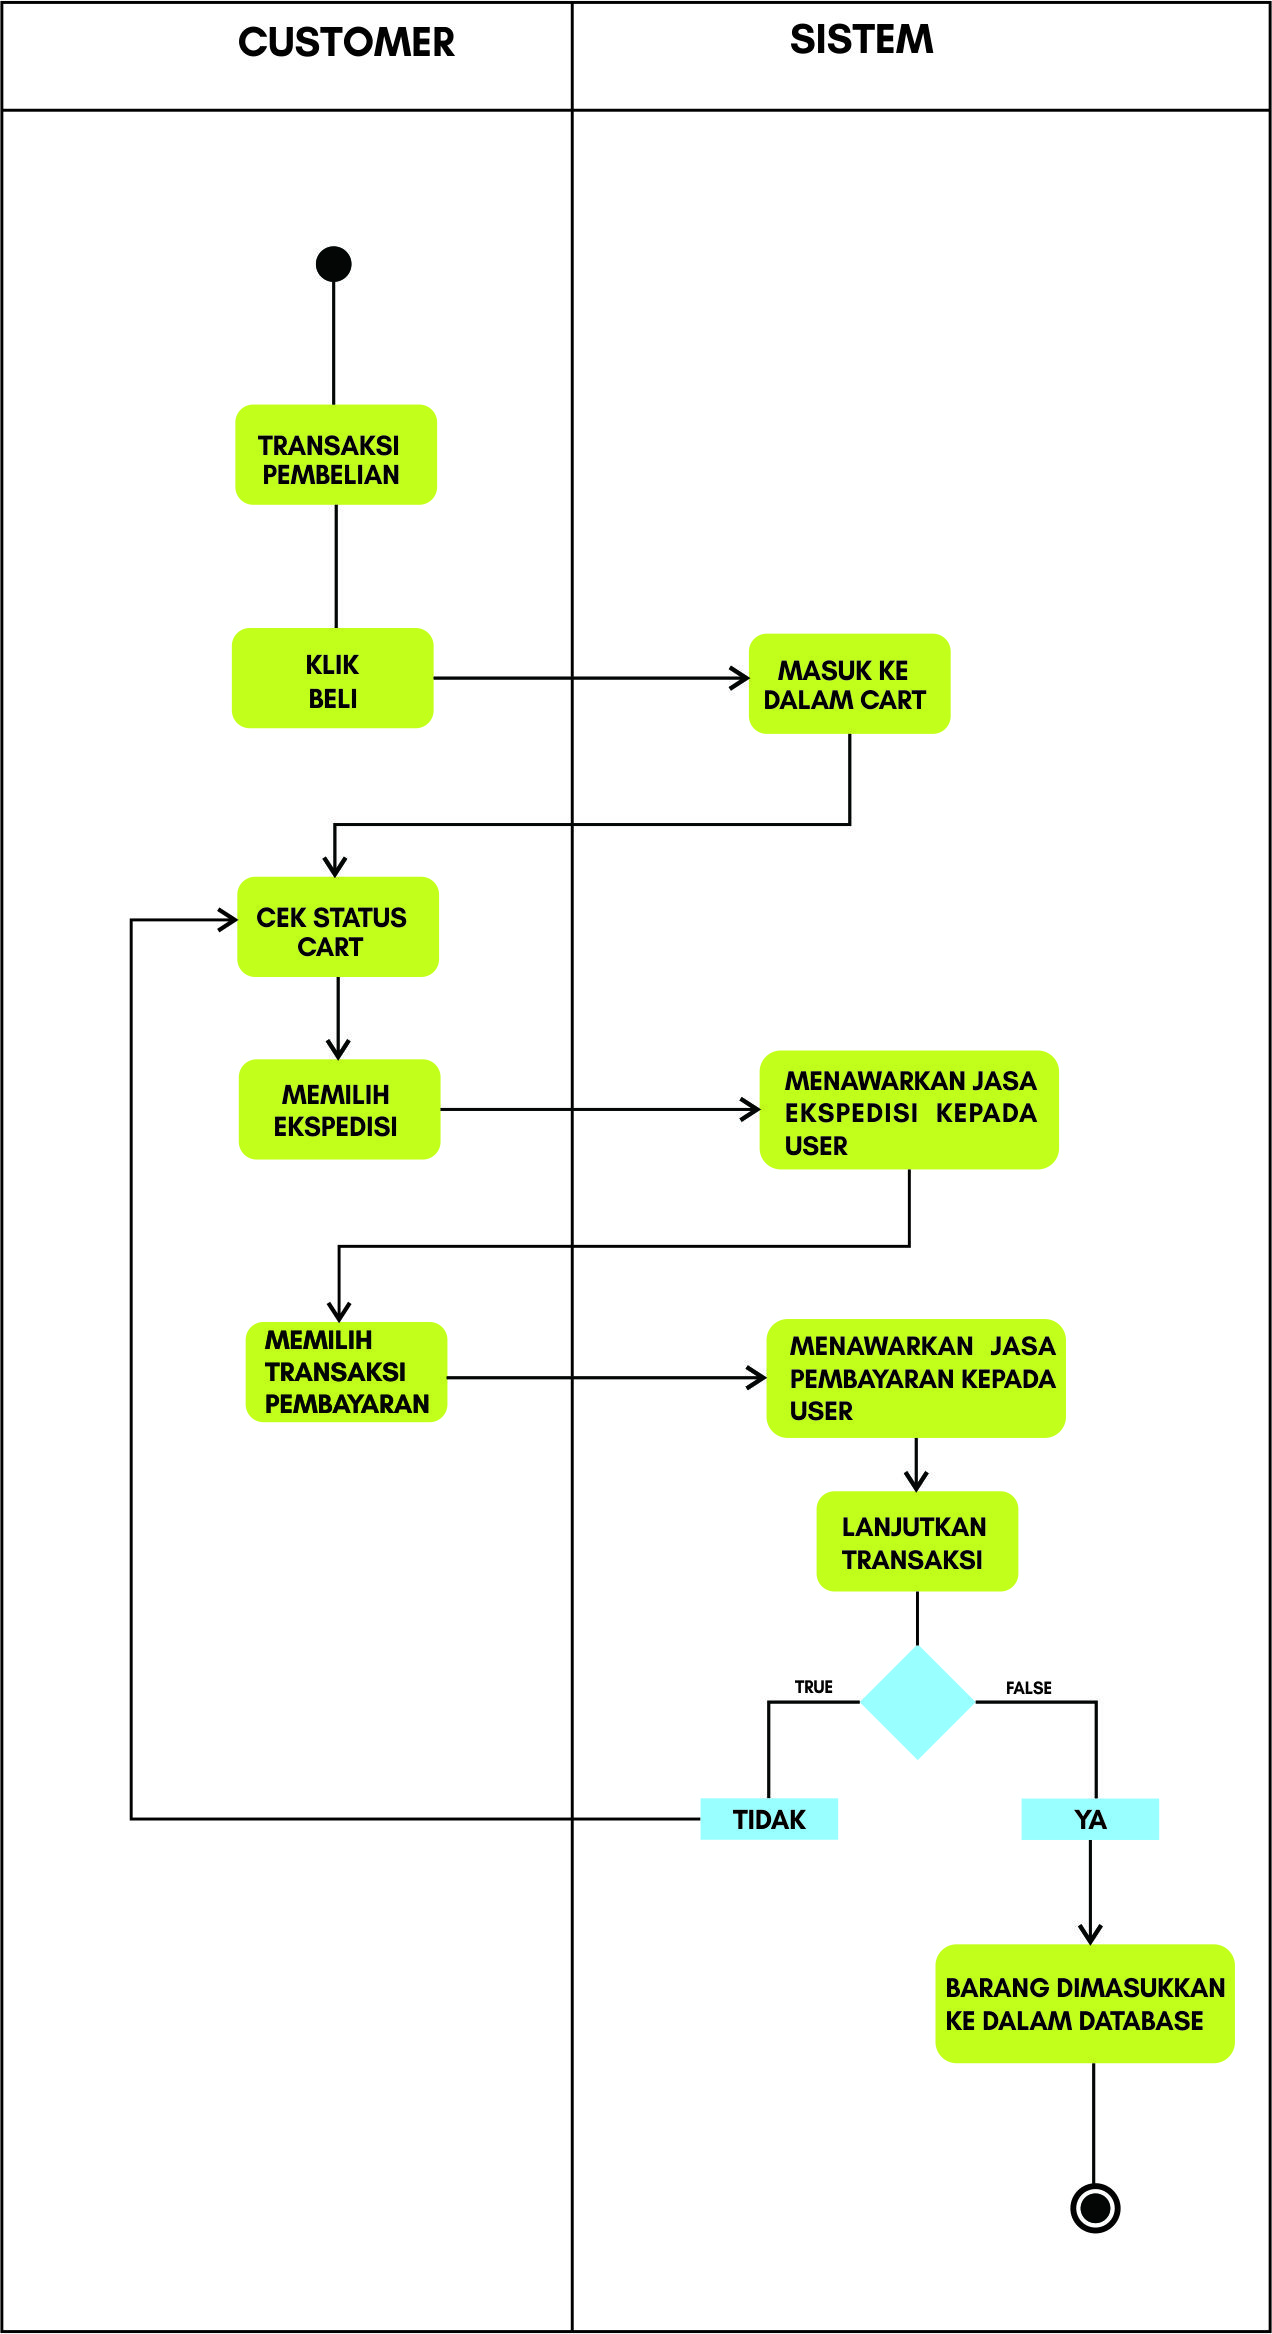 CUSTOMER
SISTEM
TRANSAKSI
PEMBELIAN
KLIK
BELI
MASUK KE
DALAM CART
CEK STATUS
CART
MEMILIH
EKSPEDISI
MENAWARKAN JASA
EKSPEDISI KEPADA
USER
MEMILIH
TRANSAKSI
PEMBAYARAN
MENAWARKAN JASA
PEMBAYARAN KEPADA
USER
LANJUTKAN
TRANSAKSI
TRUE
FALSE
TIDAK
YA
BARANG DIMASUKKAN
KE DALAM DATABASE